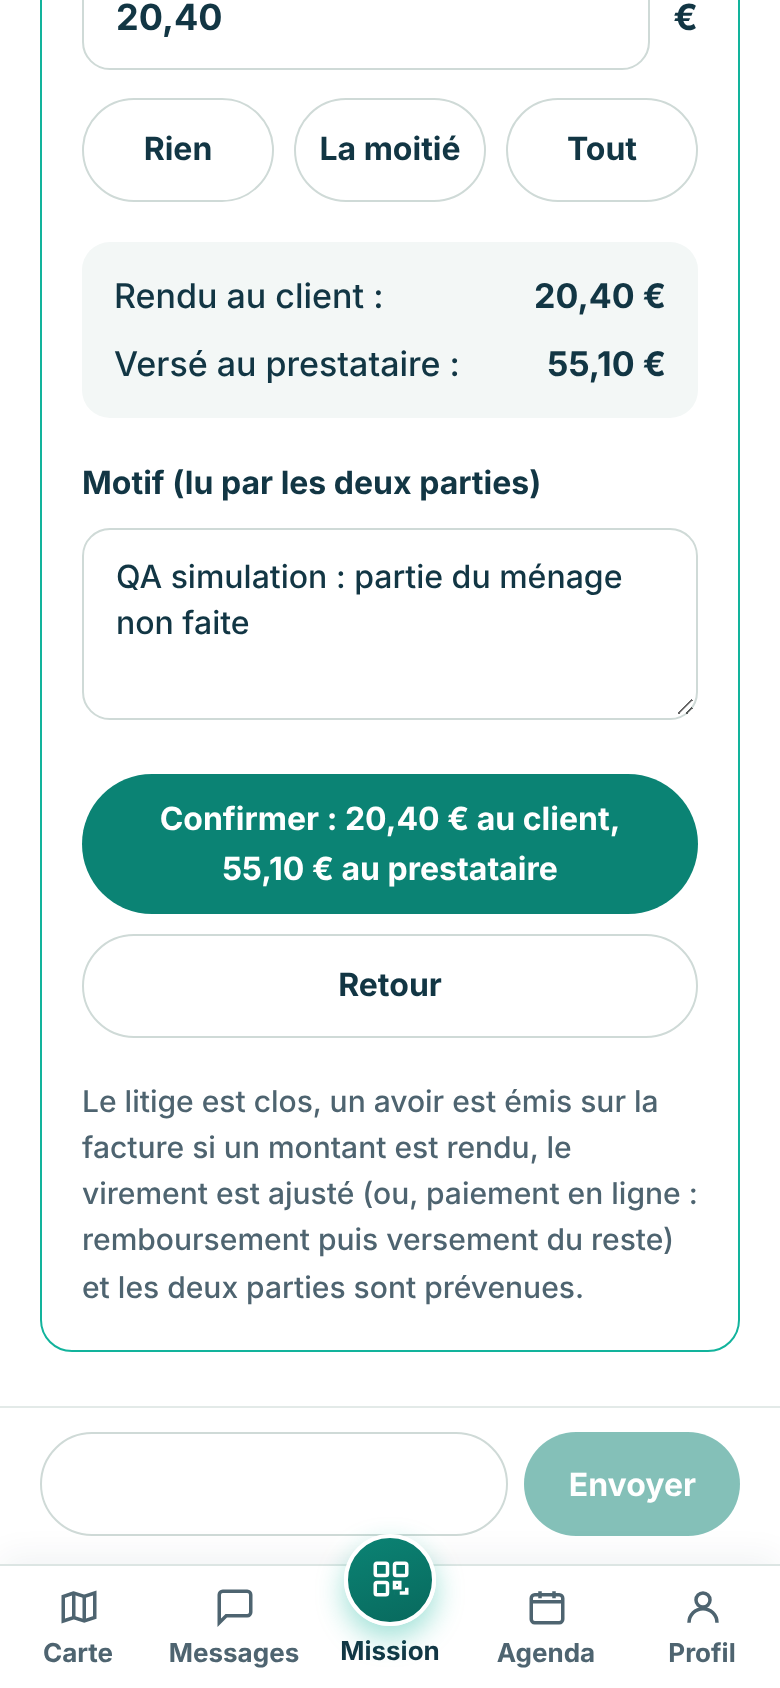 20,40 €
Rien La moitié Tout
Rendu au client : 20,40 €
Versé au prestataire : 55,10 €
Motif (lu par les deux parties)
QA simulation : partie du ménage
non faite
Confirmer : 20,40 € au client,
55,10 € au prestataire
Retour
Le litige est clos, un avoir est émis sur la
facture si un montant est rendu, le
virement est ajusté (ou, paiement en ligne :
remboursement puis versement du reste)
et les deux parties sont prévenues.
Envoyer
Carte Messages Mission Agenda Profil